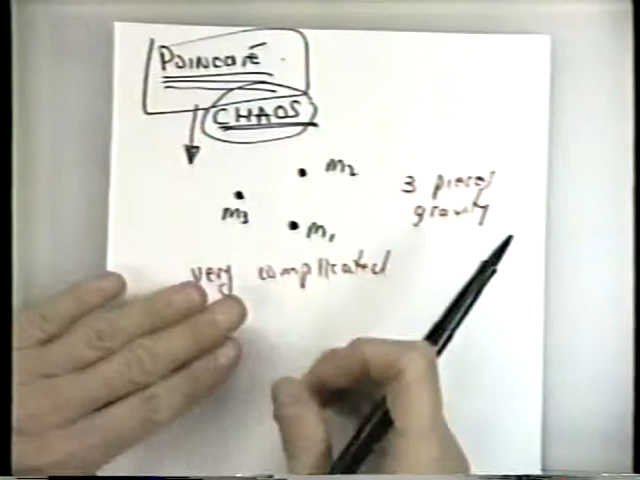 POINCARÉ
CHAOS
m2
m3
m1
3 pieces
gravity
very complicated